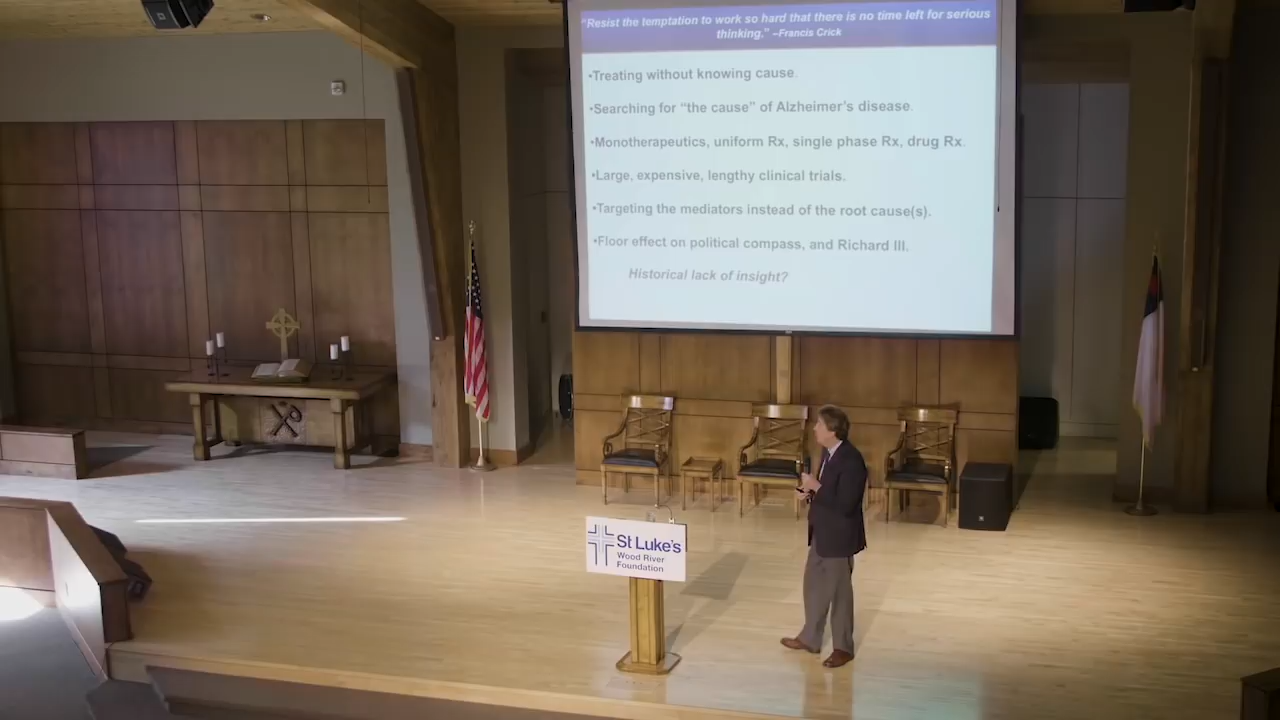 “Resist the temptation to work so hard that there is no time left for serious
thinking.” –Francis Crick
•Treating without knowing cause.
•Searching for “the cause” of Alzheimer’s disease.
•Monotherapeutics, uniform Rx, single phase Rx, drug Rx.
•Large, expensive, lengthy clinical trials.
•Targeting the mediators instead of the root cause(s).
•Floor effect on political compass, and Richard III.
Historical lack of insight?
St Luke’s
Wood River
Foundation